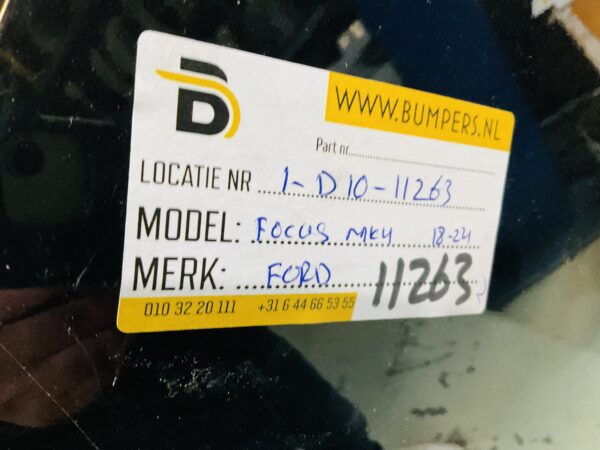 B
WWW.BUMPERS.NL
Part nr.
LOCATIE NR 1-D10-11263
MODEL: FOCUS MK4 18-24
MERK: FORD 11263
010 32 20 111 +31 6 44 66 53 55